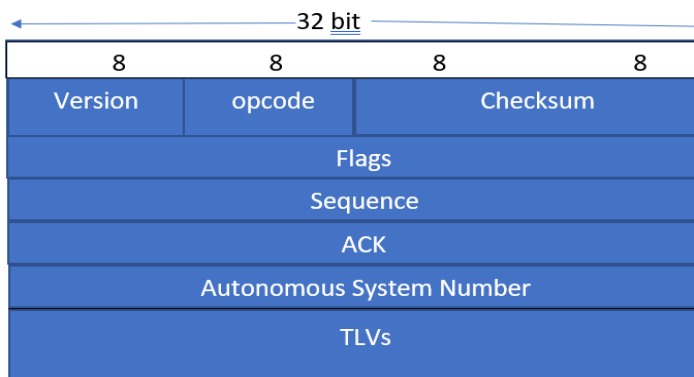 32 bit
8 8 8 8
Version opcode Checksum
Flags
Sequence
ACK
Autonomous System Number
TLVs